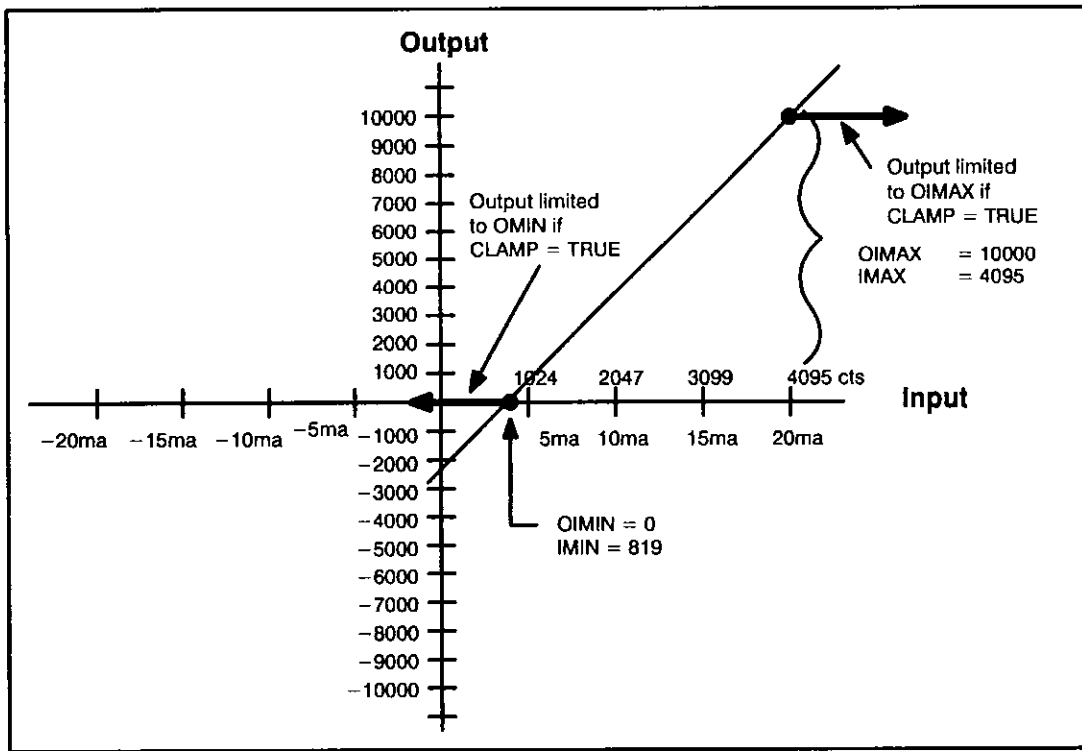 Output
10000
9000
8000
7000
6000
5000
4000
3000
2000
1000
Output limited
to OMIN if
CLAMP = TRUE
Output limited
to OIMAX if
CLAMP = TRUE
OIMAX = 10000
IMAX = 4095
1024 2047 3099 4095 cts
Input
−20ma −15ma −10ma −5ma 5ma 10ma 15ma 20ma
−1000
−2000
−3000
−4000
−5000
−6000
−7000
−8000
−9000
−10000
OIMIN = 0
IMIN = 819